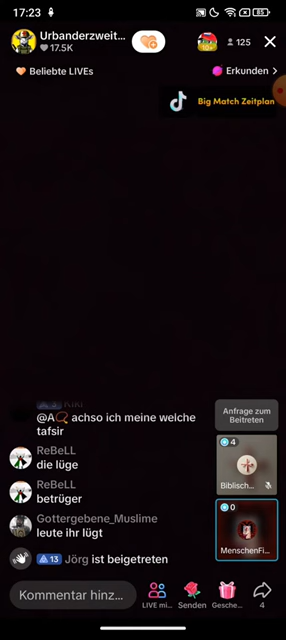 17:23
85
Urbanderzweit...
17.5K
125
Beliebte LIVEs
Erkunden >
Big Match Zeitplan
Kiki
@A achso ich meine welche
tafsir
Anfrage zum
Beitreten
ReBeLL
die lüge
4
Biblisch...
ReBeLL
betrüger
0
Gottergebene_Muslime
leute ihr lügt
MenschenFi...
13 Jörg ist beigetreten
Kommentar hinz...
LIVE mi...
Senden
Gesche...
4